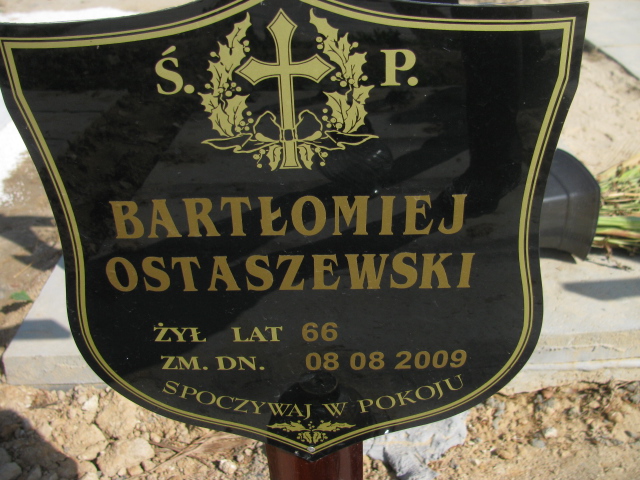 Ś. P.
BARTŁOMIEJ
OSTASZEWSKI
ŻYŁ LAT 66
ZM. DN. 08 08 2009
SPOCZYWAJ W POKOJU